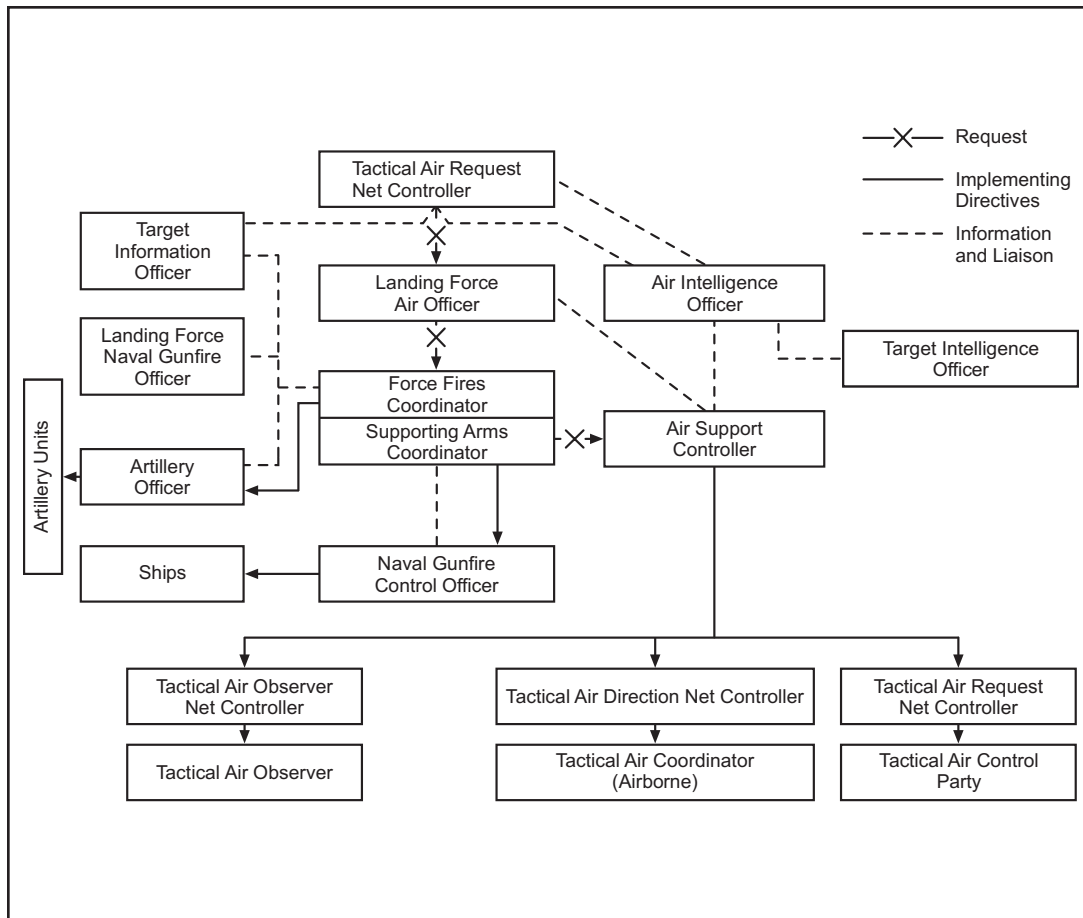 Request
Tactical Air Request
Net Controller
Implementing
Directives
Target
Information
Officer
Information
and Liaison
Landing Force
Air Officer
Air Intelligence
Officer
Landing Force
Naval Gunfire
Officer
Target Intelligence
Officer
Force Fires
Coordinator
Supporting Arms
Coordinator
Air Support
Controller
Artillery Units
Artillery
Officer
Ships
Naval Gunfire
Control Officer
Tactical Air Observer
Net Controller
Tactical Air Direction Net Controller
Tactical Air Request
Net Controller
Tactical Air Observer
Tactical Air Coordinator
(Airborne)
Tactical Air Control
Party